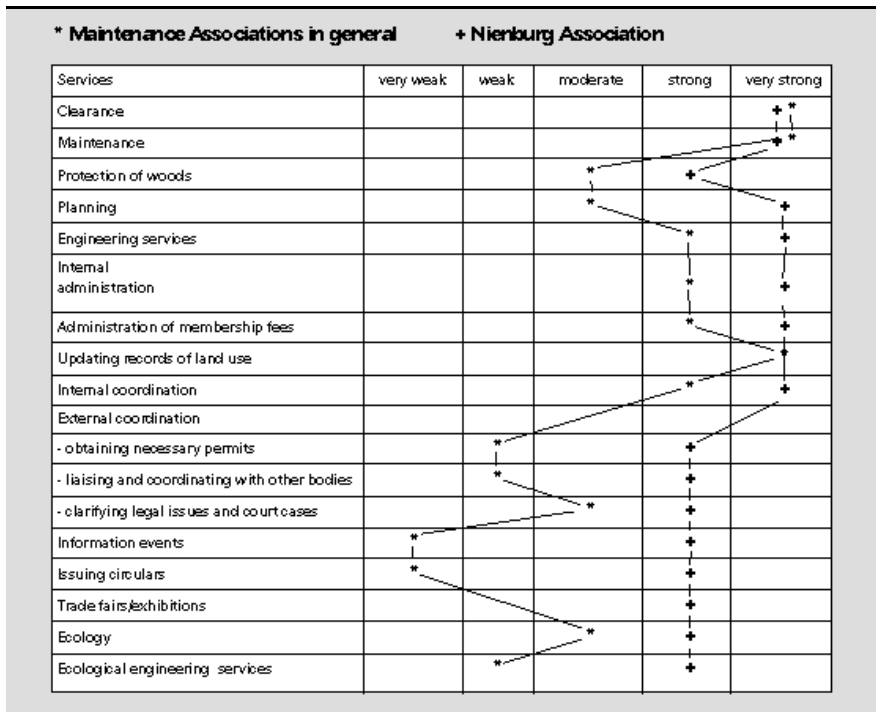 * Maintenance Associations in general + Nienburg Association
Services very weak weak moderate strong very strong
Clearance
Maintenance
Protection of woods
Planning
Engineering services
Internal
administration
Administration of membership fees
Updating records of land use
Internal coordination
External coordination
- obtaining necessary permits
- liaising and coordinating with other bodies
- clarifying legal issues and court cases
Information events
Issuing circulars
Trade fairs/exhibitions
Ecology
Ecological engineering services